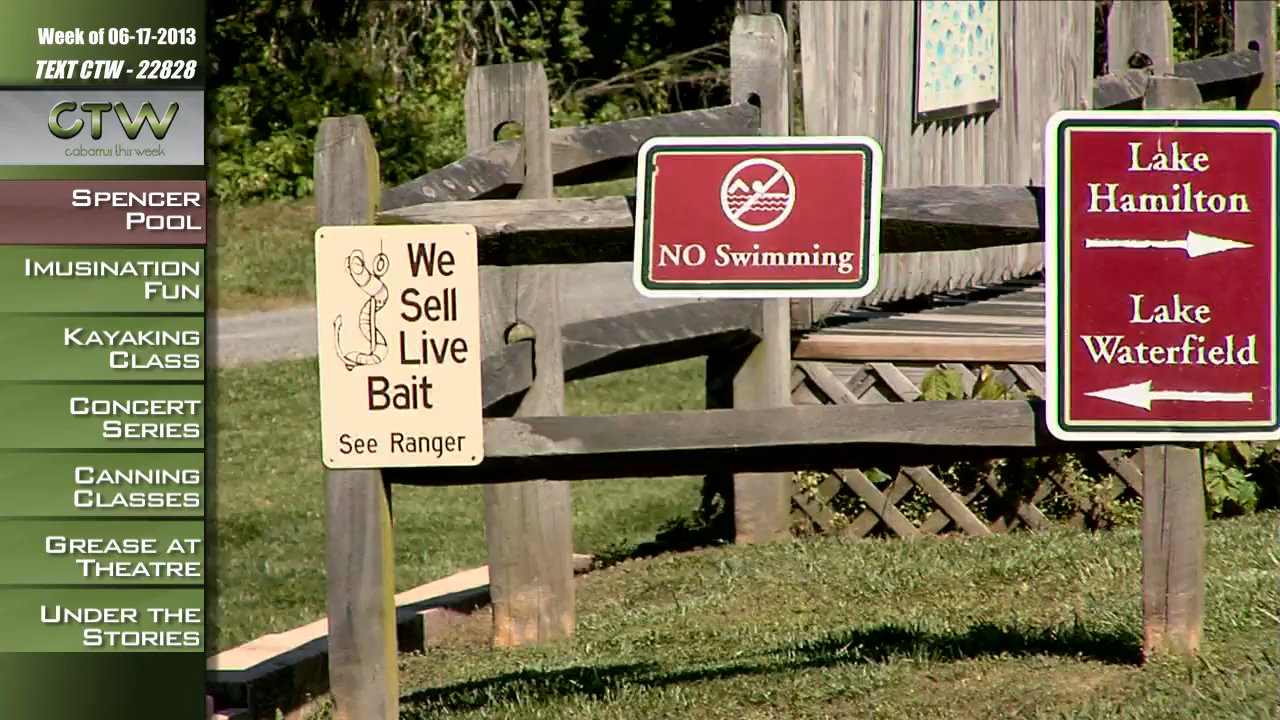 Week of 06-17-2013
TEXT CTW - 22828
CTW
cabarrus this week
SPENCER
POOL
IMUSINATION
FUN
KAYAKING
CLASS
CONCERT
SERIES
CANNING
CLASSES
GREASE AT
THEATRE
UNDER THE
STORIES
We
Sell
Live
Bait
See Ranger
NO Swimming
Lake
Hamilton
Lake
Waterfield